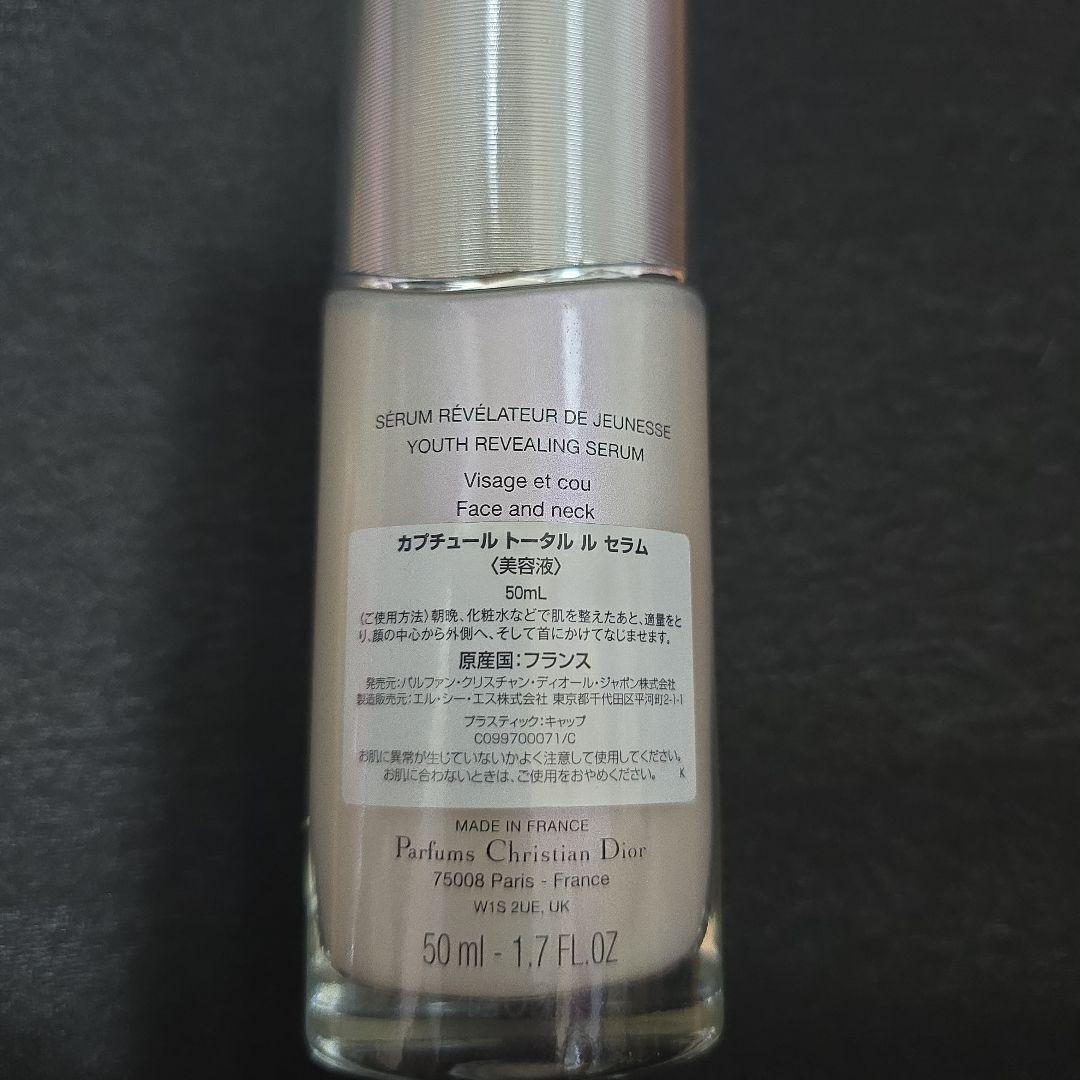 SÉRUM RÉVÉLATEUR DE JEUNESSE
YOUTH REVEALING SERUM
Visage et cou
Face and neck
カプチュール トータル ル セラム
〈美容液〉
50mL
〈ご使用方法〉朝晩、化粧水などで肌を整えたあと、適量をと
り、顔の中心から外側へ、そして首にかけてなじませます。
原産国:フランス
発売元:パルファン・クリスチャン・ディオール・ジャポン株式会社
製造販売元:エル・シー・エス株式会社 東京都千代田区平河町2-1-1
プラスティック:キャップ
C099700071/C
お肌に異常が生じていないかよく注意して使用してください。
お肌に合わないときは、ご使用をおやめください。 K
MADE IN FRANCE
Parfums Christian Dior
75008 Paris - France
W1S 2UE, UK
50 ml - 1.7 FL.OZ